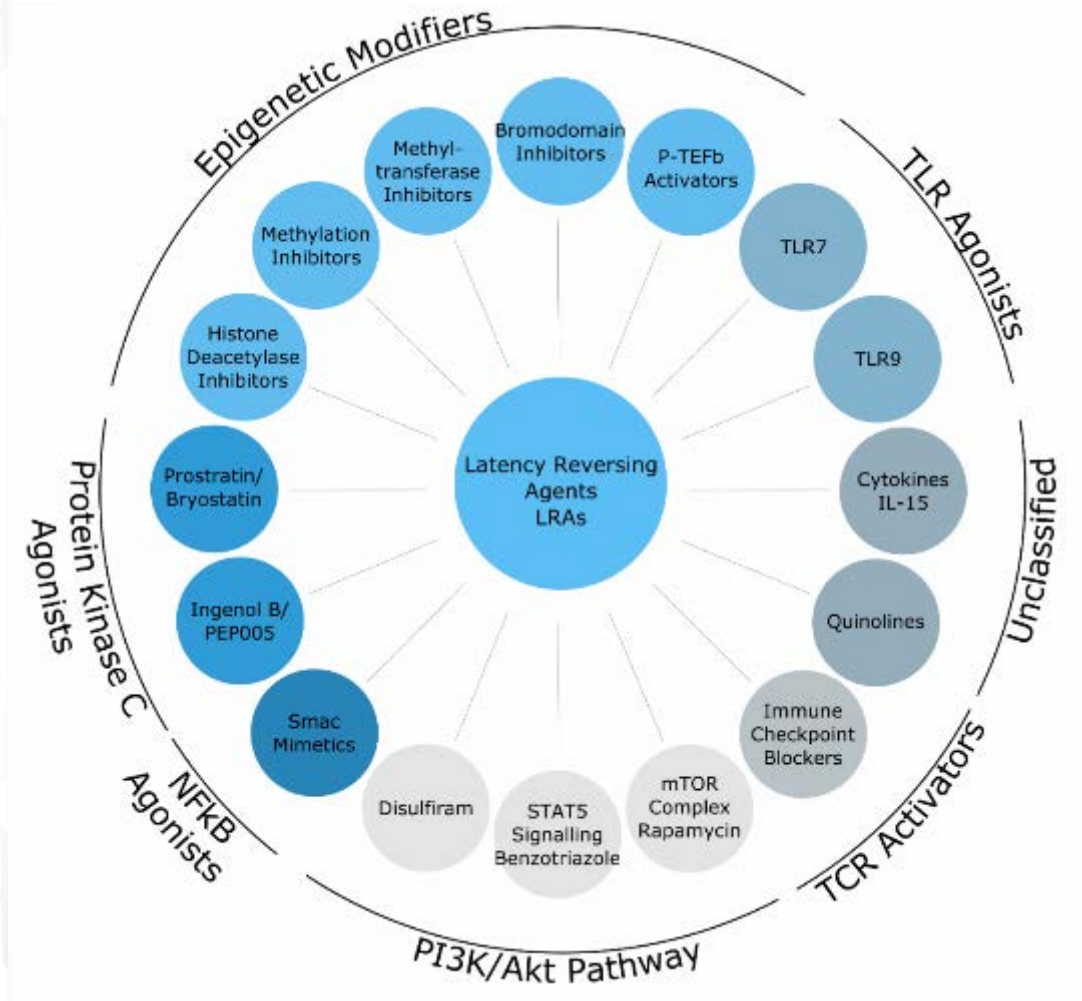 Epigenetic Modifiers
Bromodomain
Inhibitors
P-TEFb
Activators
TLR Agonists
TLR7
TLR9
Unclassified
Cytokines
IL-15
Quinolines
TCR Activators
Immune
Checkpoint
Blockers
PI3K/Akt Pathway
mTOR
Complex
Rapamycin
STAT5
Signalling
Benzotriazole
Disulfiram
NFkB
Agonists
Smac
Mimetics
Protein Kinase C
Agonists
Ingenol B/
PEP005
Prostratin/
Bryostatin
Histone
Deacetylase
Inhibitors
Methylation
Inhibitors
Methyl-
transferase
Inhibitors
Latency Reversing
Agents
LRAs